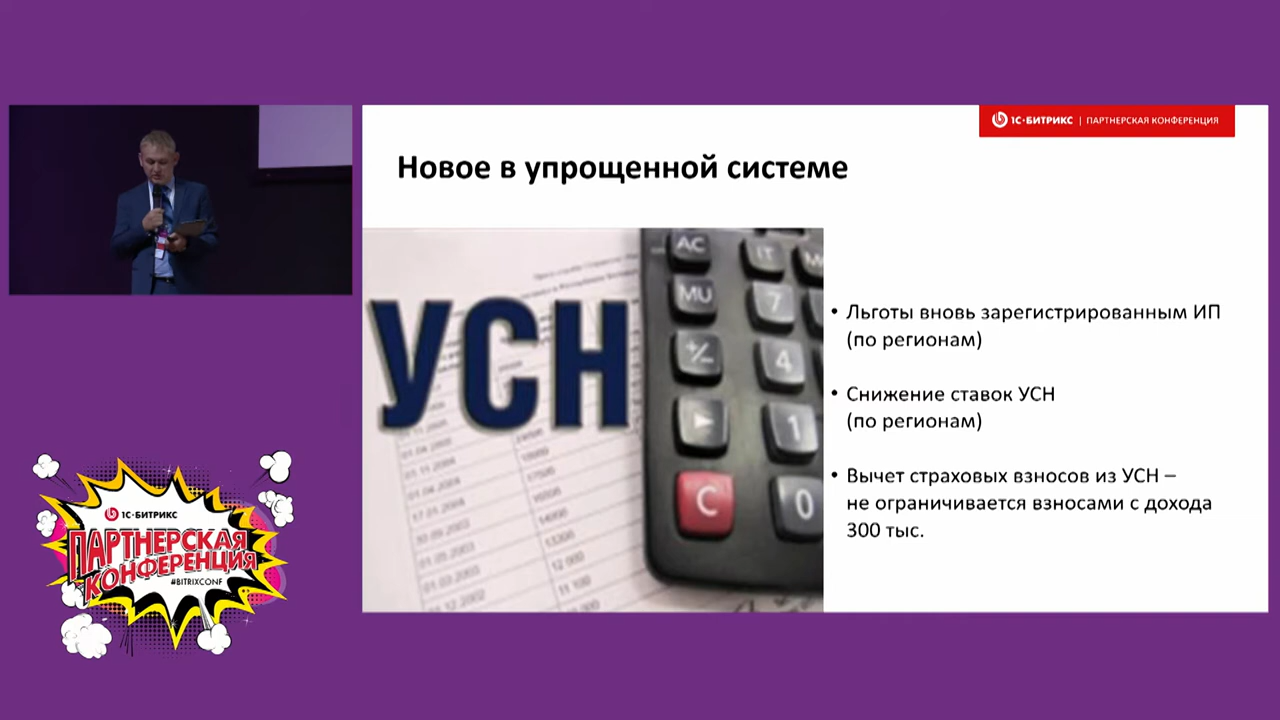 1С-БИТРИКС | ПАРТНЕРСКАЯ КОНФЕРЕНЦИЯ
Новое в упрощенной системе
УСН
AC
IT
MU
7
+/-
4
1
C
0
• Льготы вновь зарегистрированным ИП
(по регионам)
• Снижение ставок УСН
(по регионам)
• Вычет страховых взносов из УСН –
не ограничивается взносами с дохода
300 тыс.
1С-БИТРИКС
ПАРТНЕРСКАЯ
КОНФЕРЕНЦИЯ
#BITRIXCONF